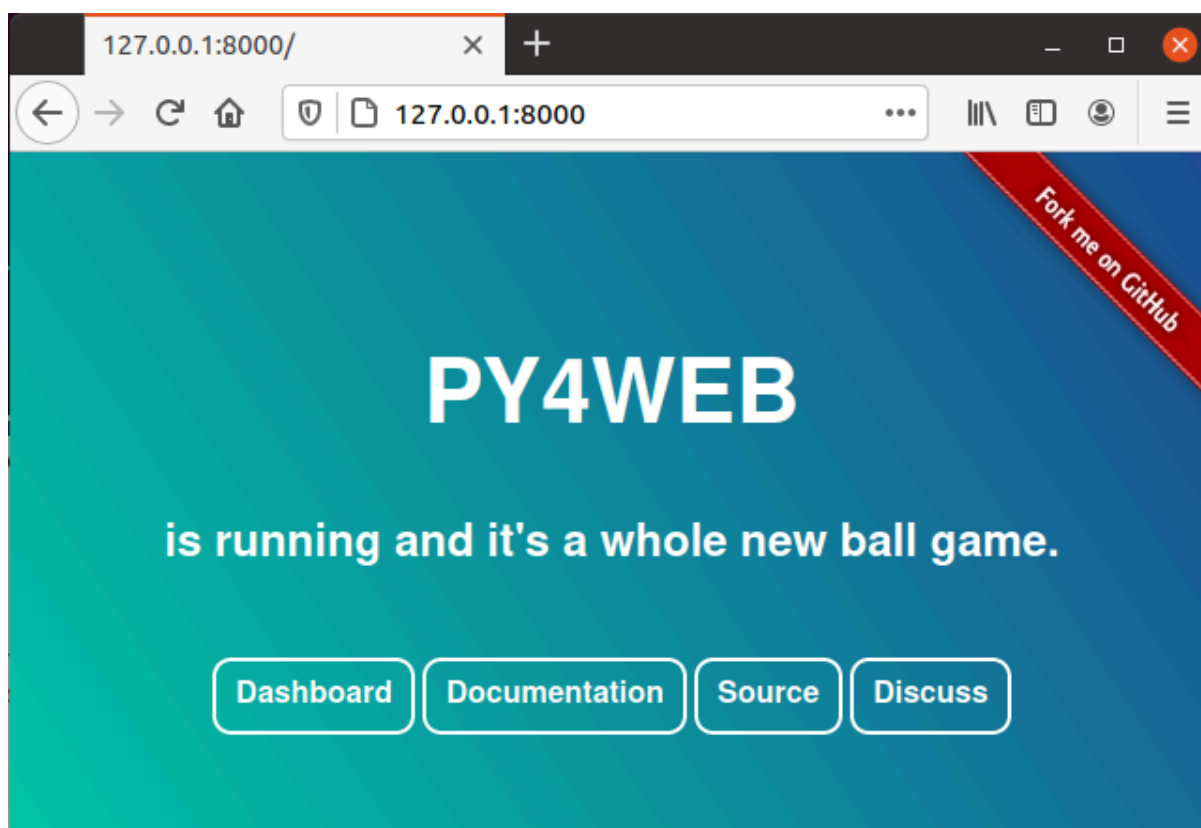 127.0.0.1:8000/
127.0.0.1:8000
Fork me on GitHub
PY4WEB
is running and it's a whole new ball game.
Dashboard Documentation Source Discuss